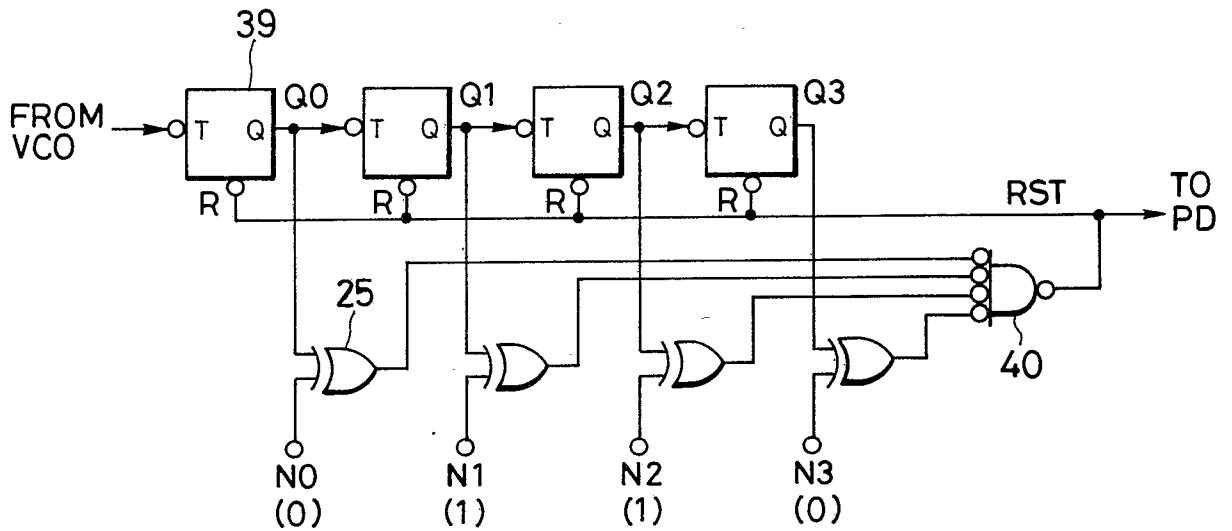 39
FROM
VCO
T Q
Q0
T Q
Q1
T Q
Q2
T Q
Q3
R
R
R
R
RST
TO
PD
25
40
N0
(0)
N1
(1)
N2
(1)
N3
(0)